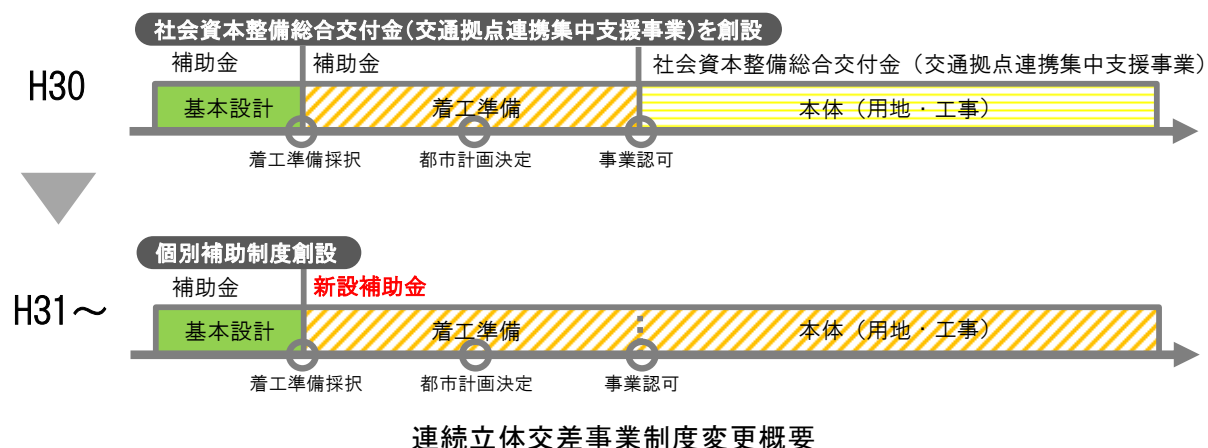 社会資本整備総合交付金(交通拠点連携集中支援事業)を創設
補助金
補助金
社会資本整備総合交付金（交通拠点連携集中支援事業）
H30
基本設計
着工準備
本体（用地・工事）
着工準備採択
都市計画決定
事業認可
個別補助制度創設
補助金
新設補助金
H31～
基本設計
着工準備
本体（用地・工事）
着工準備採択
都市計画決定
事業認可
連続立体交差事業制度変更概要